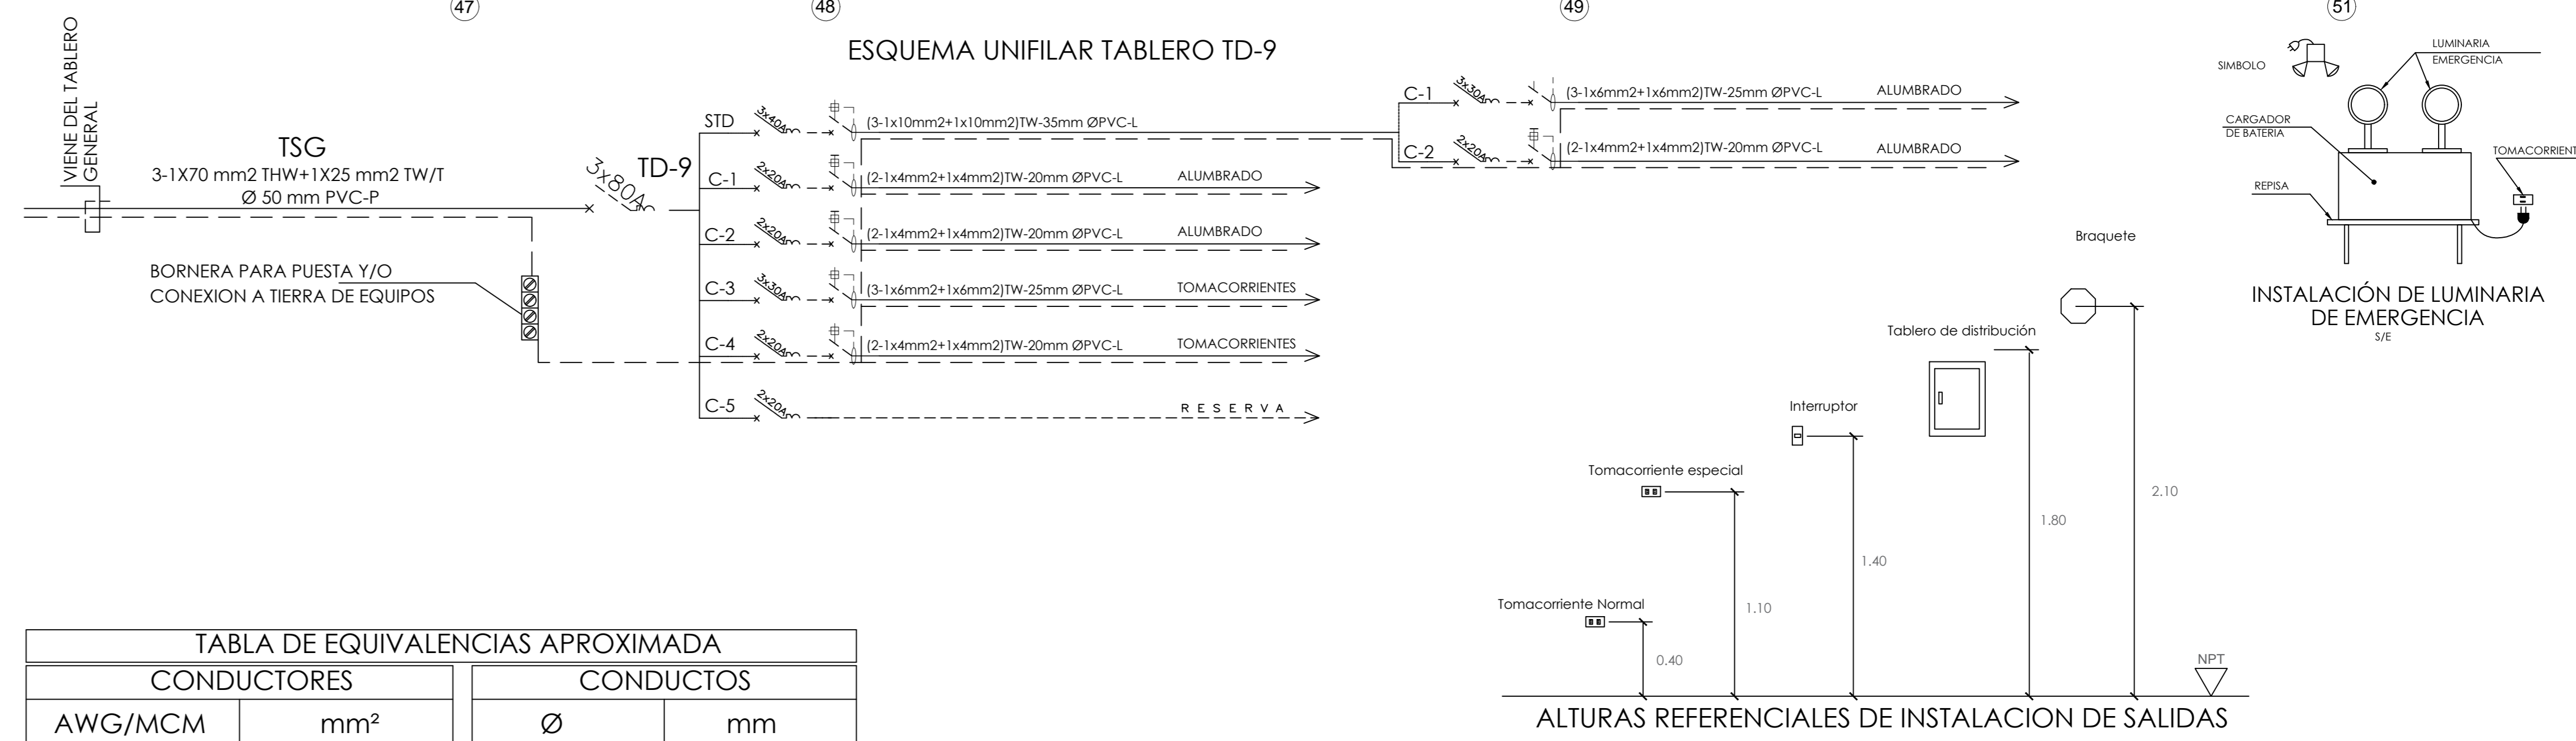 47
48
49
51
ESQUEMA UNIFILAR TABLERO TD-9
VIENE DEL TABLERO
GENERAL
TSG
3-1X70 mm2 THW+1X25 mm2 TW/T
Ø 50 mm PVC-P
3x80A
TD-9
BORNERA PARA PUESTA Y/O
CONEXION A TIERRA DE EQUIPOS
STD
3x40A
(3-1x10mm2+1x10mm2)TW-35mm ØPVC-L
C-1
2x20A
(2-1x4mm2+1x4mm2)TW-20mm ØPVC-L
ALUMBRADO
C-2
2x20A
(2-1x4mm2+1x4mm2)TW-20mm ØPVC-L
ALUMBRADO
C-3
3x30A
(3-1x6mm2+1x6mm2)TW-25mm ØPVC-L
TOMACORRIENTES
C-4
2x20A
(2-1x4mm2+1x4mm2)TW-20mm ØPVC-L
TOMACORRIENTES
C-5
2x20A
R E S E R V A
C-1
3x30A
(3-1x6mm2+1x6mm2)TW-25mm ØPVC-L
ALUMBRADO
C-2
2x20A
(2-1x4mm2+1x4mm2)TW-20mm ØPVC-L
ALUMBRADO
SIMBOLO
LUMINARIA
EMERGENCIA
CARGADOR
DE BATERIA
TOMACORRIENT
REPISA
INSTALACIÓN DE LUMINARIA
DE EMERGENCIA
S/E
Braquete
2.10
Tablero de distribución
1.80
Interruptor
1.40
Tomacorriente especial
1.10
Tomacorriente Normal
0.40
NPT
ALTURAS REFERENCIALES DE INSTALACION DE SALIDAS
TABLA DE EQUIVALENCIAS APROXIMADA
CONDUCTORES
CONDUCTOS
AWG/MCM
mm²
Ø
mm